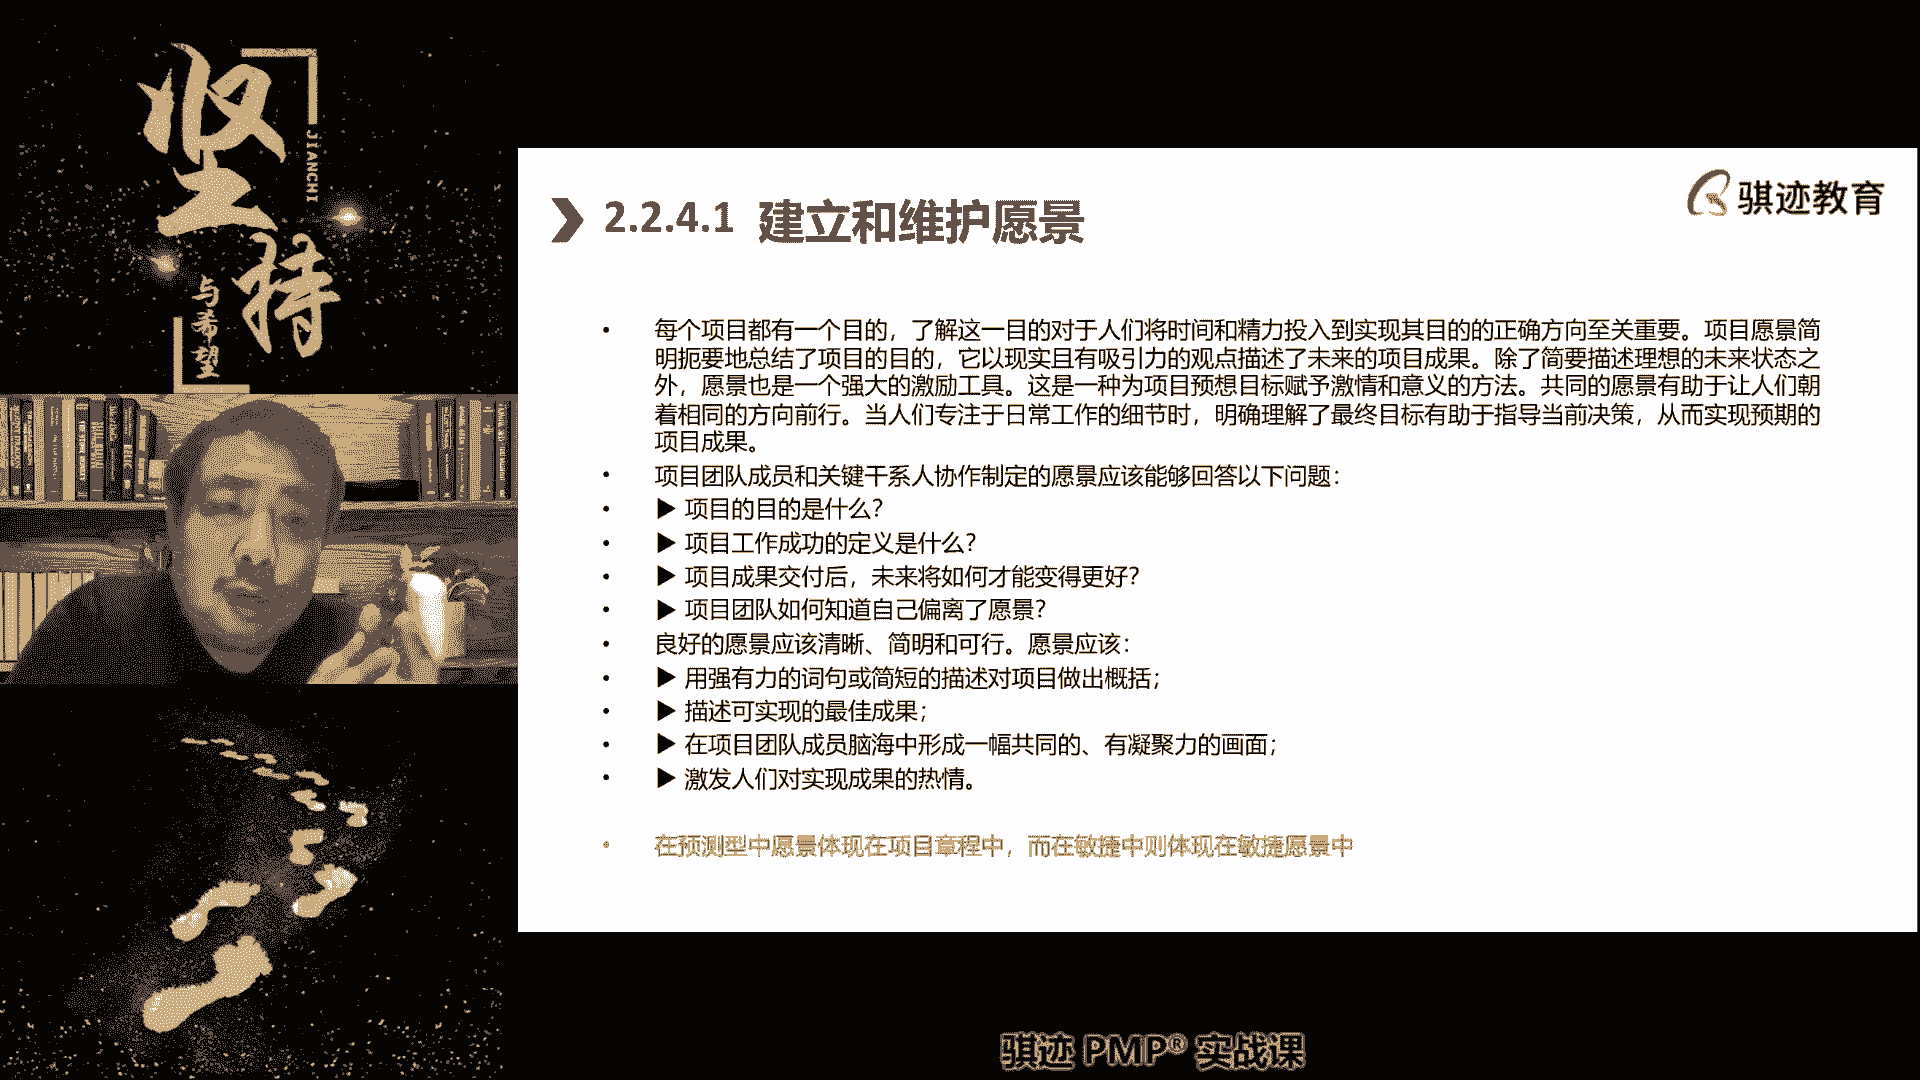 坚持
JIANCHI
与希望
骐迹教育
2.2.4.1 建立和维护愿景
• 每个项目都有一个目的，了解这一目的对于人们将时间和精力投入到实现其目的的正确方向至关重要。项目愿景简
明扼要地总结了项目的目的，它以现实且有吸引力的观点描述了未来的项目成果。除了简要描述理想的未来状态之
外，愿景也是一个强大的激励工具。这是一种为项目预想目标赋予激情和意义的方法。共同的愿景有助于让人们朝
着相同的方向前行。当人们专注于日常工作的细节时，明确理解了最终目标有助于指导当前决策，从而实现预期的
项目成果。
• 项目团队成员和关键干系人协作制定的愿景应该能够回答以下问题：
• ▶ 项目的目的是什么？
• ▶ 项目工作成功的定义是什么？
• ▶ 项目成果交付后，未来将如何才能变得更好？
• ▶ 项目团队如何知道自己偏离了愿景？
• 良好的愿景应该清晰、简明和可行。愿景应该：
• ▶ 用强有力的词句或简短的描述对项目做出概括；
• ▶ 描述可实现的最佳成果；
• ▶ 在项目团队成员脑海中形成一幅共同的、有凝聚力的画面；
• ▶ 激发人们对实现成果的热情。
• 在预测型中愿景体现在项目章程中，而在敏捷中则体现在敏捷愿景中
骐迹 PMP® 实战课